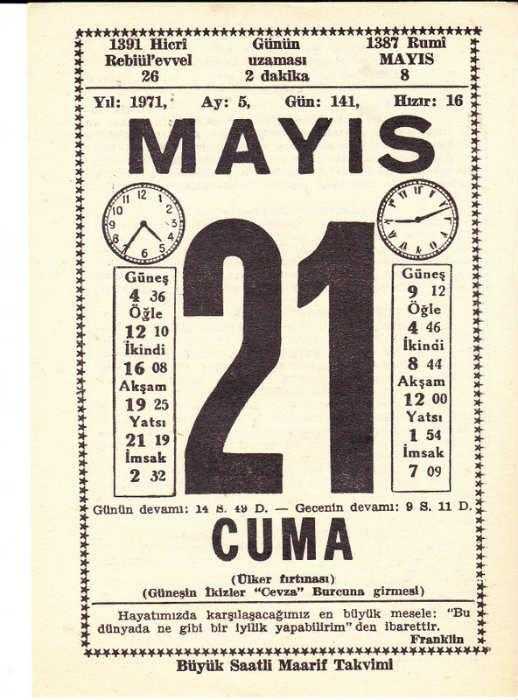 1391 Hicrî
Rebiül'evvel
26
Günün
uzaması
2 dakika
1387 Rumî
MAYIS
8
Yıl: 1971, Ay: 5, Gün: 141, Hızır: 16
MAYIS
21
Güneş
4 36
Öğle
12 10
İkindi
16 08
Akşam
19 25
Yatsı
21 19
İmsak
2 32
Güneş
9 12
Öğle
4 46
İkindi
8 44
Akşam
12 00
Yatsı
1 54
İmsak
7 09
Günün devamı: 14 S. 49 D. — Gecenin devamı: 9 S. 11 D.
CUMA
(Ülker fırtınası)
(Güneşin İkizler "Cevza" Burcuna girmesi)
Hayatımızda karşılaşacağımız en büyük mesele: "Bu
dünyada ne gibi bir iyilik yapabilirim" den ibarettir.
Franklin
Büyük Saatli Maarif Takvimi